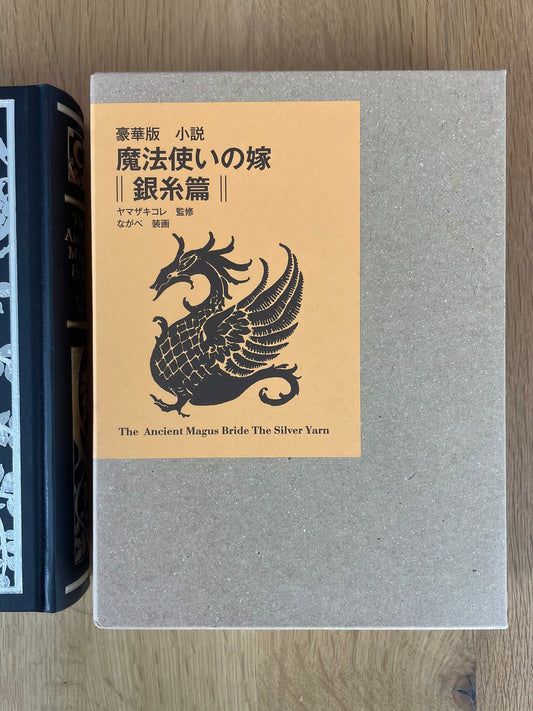 豪華版　小説
魔法使いの嫁
|| 銀糸篇 ||
ヤマザキコレ　監修
ながべ　装画
The Ancient Magus Bride The Silver Yarn